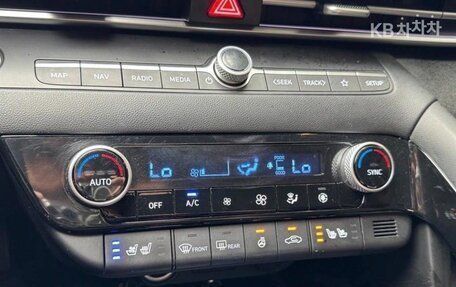 KB차차차
MAP NAV RADIO MEDIA <SEEK TRACK> SETUP
AUTO Lo Lo SYNC
OFF A/C
FRONT REAR